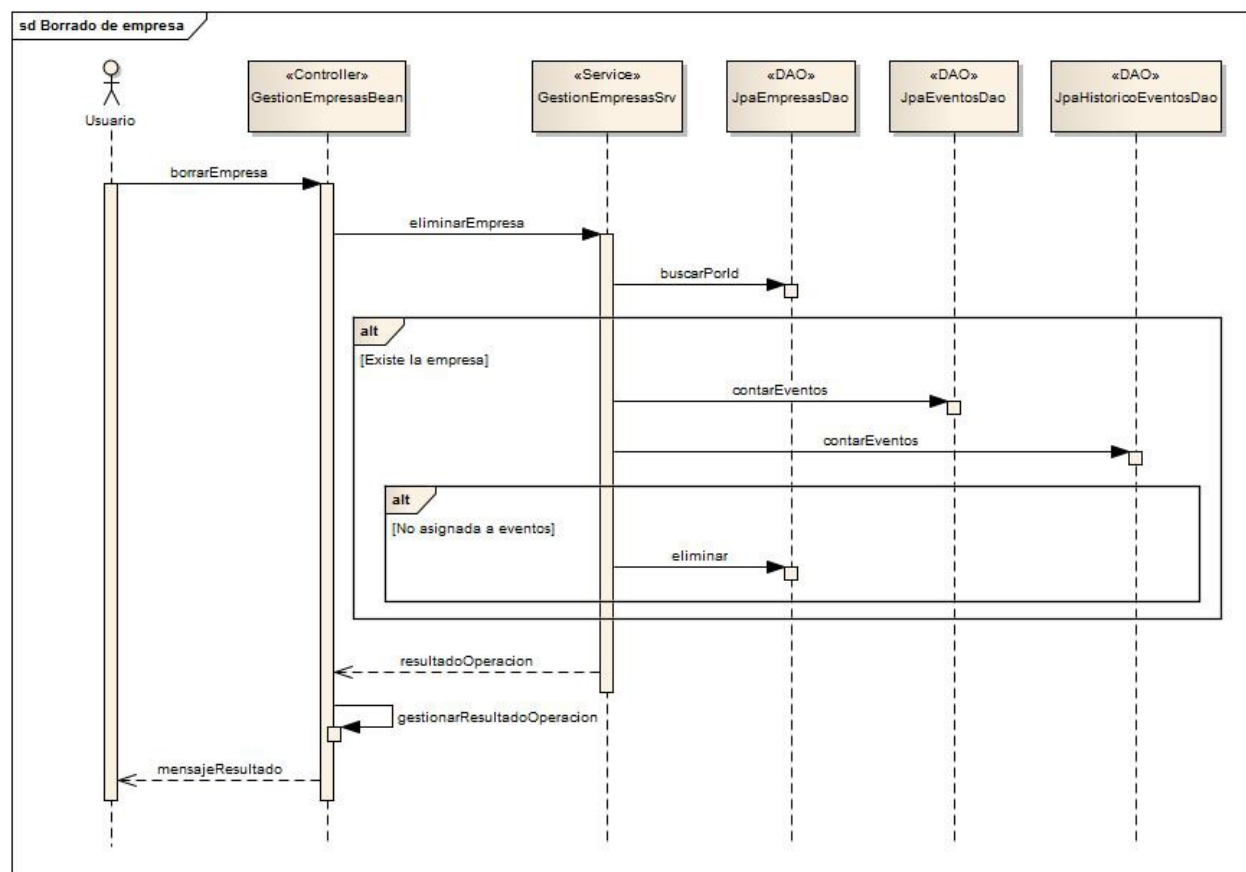 sd Borrado de empresa
Usuario
«Controller»
GestionEmpresasBean
«Service»
GestionEmpresasSrv
«DAO»
JpaEmpresasDao
«DAO»
JpaEventosDao
«DAO»
JpaHistoricoEventosDao
borrarEmpresa
eliminarEmpresa
buscarPorId
alt
[Existe la empresa]
contarEventos
contarEventos
alt
[No asignada a eventos]
eliminar
resultadoOperacion
gestionarResultadoOperacion
mensajeResultado